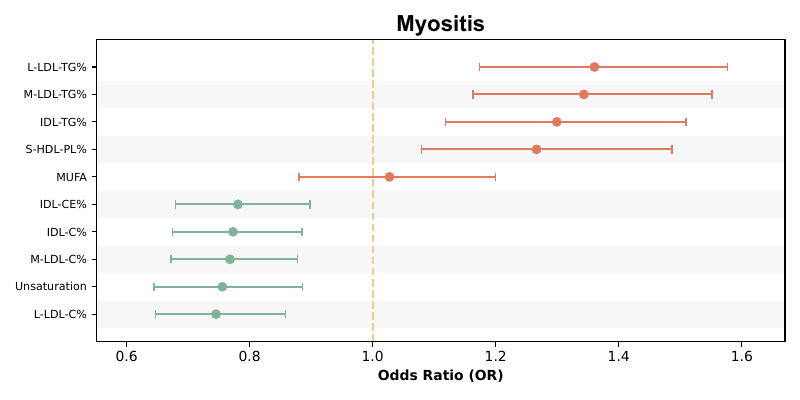 Myositis
L-LDL-TG%
M-LDL-TG%
IDL-TG%
S-HDL-PL%
MUFA
IDL-CE%
IDL-C%
M-LDL-C%
Unsaturation
L-LDL-C%
0.6 0.8 1.0 1.2 1.4 1.6
Odds Ratio (OR)